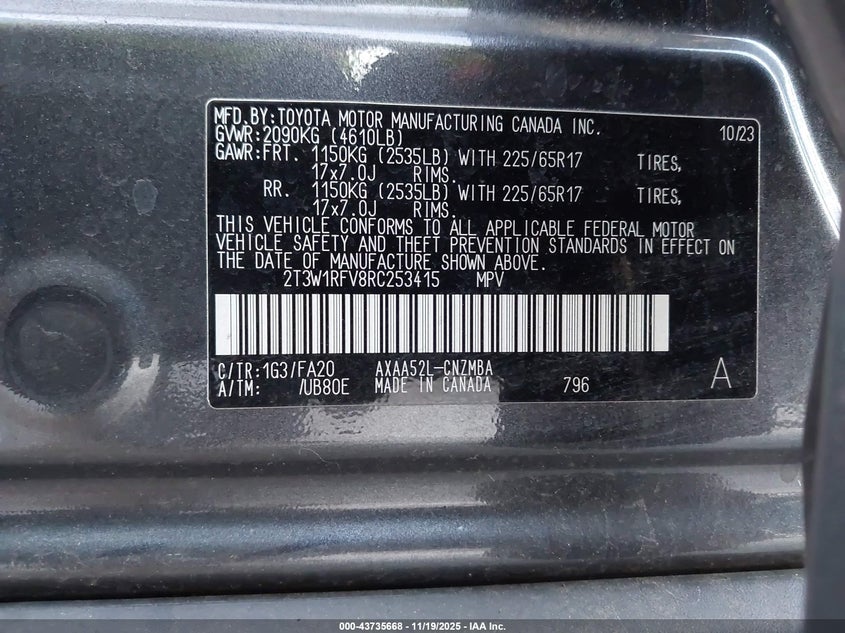 MFD.BY:TOYOTA MOTOR MANUFACTURING CANADA INC. 10/23
GVWR:2090KG (4610LB)
GAWR:FRT. 1150KG (2535LB) WITH 225/65R17 TIRES,
17x7.0J RIMS.
RR. 1150KG (2535LB) WITH 225/65R17 TIRES,
17x7.0J RIMS.
THIS VEHICLE CONFORMS TO ALL APPLICABLE FEDERAL MOTOR
VEHICLE SAFETY AND THEFT PREVENTION STANDARDS IN EFFECT ON
THE DATE OF MANUFACTURE SHOWN ABOVE.
2T3W1RFV8RC253415 MPV
C/TR:1G3/FA20 AXAA52L-CNZMBA
A/TM: /UB80E MADE IN CANADA 796 A
000-43735668 - 11/19/2025 - IAA Inc.